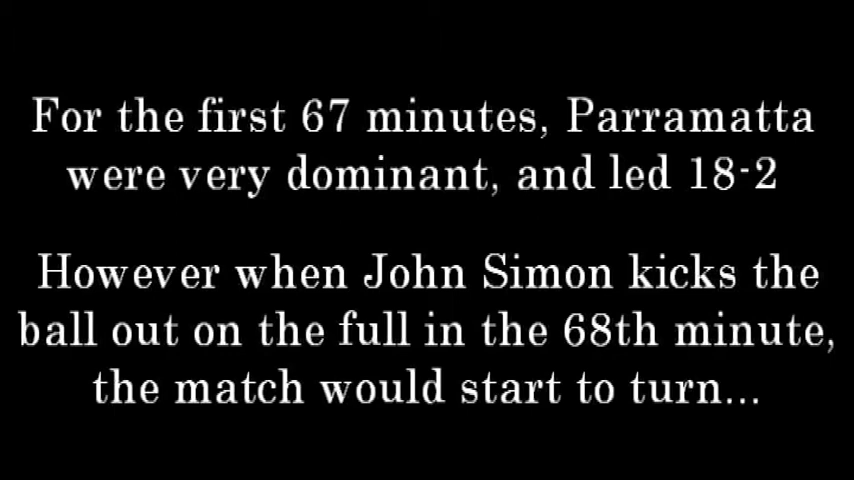 For the first 67 minutes, Parramatta
were very dominant, and led 18-2
However when John Simon kicks the
ball out on the full in the 68th minute,
the match would start to turn...